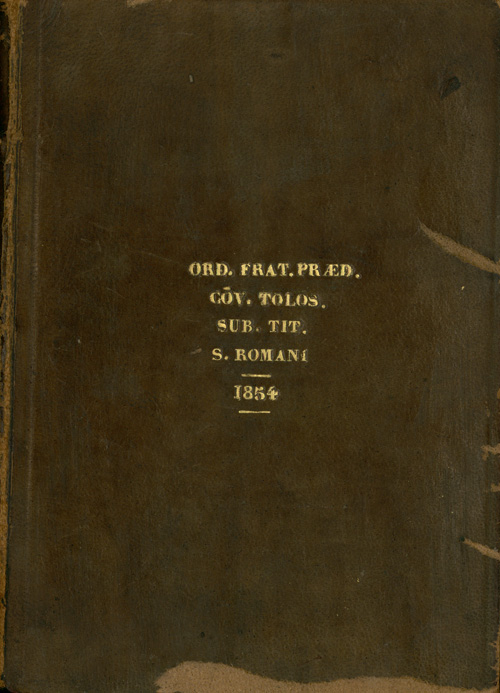 ORD. FRAT. PRÆD.
CŌV. TOLOS.
SUB. TIT.
S. ROMANI
1854